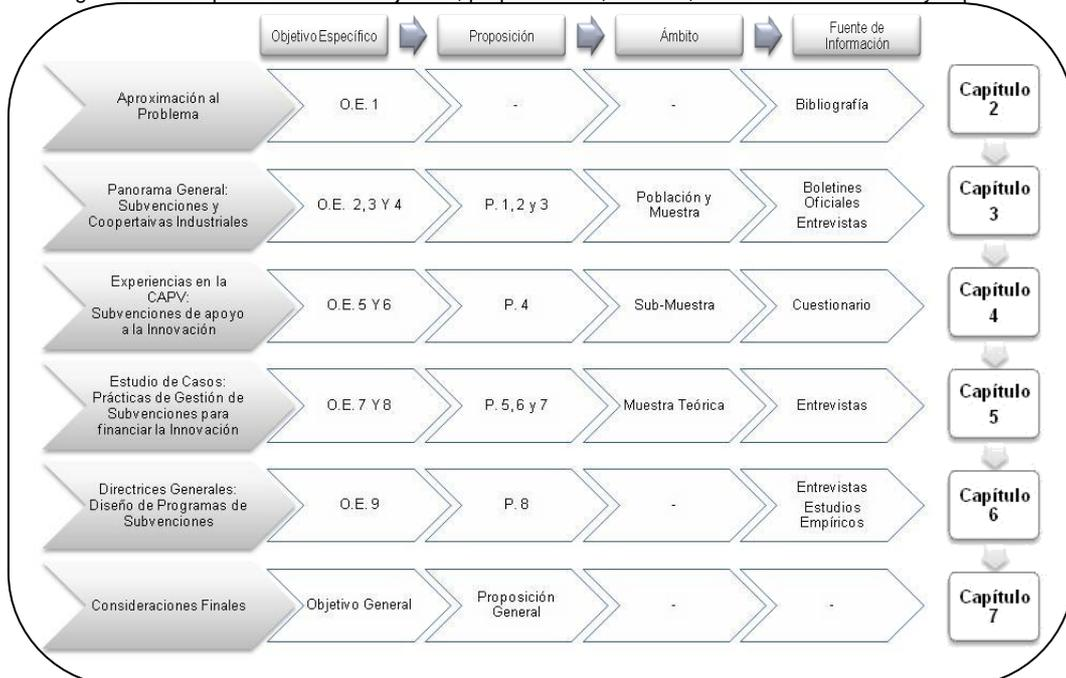 Objetivo Específico
Proposición
Ámbito
Fuente de
Información
Aproximación al
Problema
O.E. 1
-
-
Bibliografía
Capítulo
2
Panorama General:
Subvenciones y
Coopertaivas Industriales
O.E. 2,3 Y 4
P. 1, 2 y 3
Población y
Muestra
Boletines
Oficiales
Entrevistas
Capítulo
3
Experiencias en la
CAPV:
Subvenciones de apoyo
a la Innovación
O.E. 5 Y 6
P. 4
Sub-Muestra
Cuestionario
Capítulo
4
Estudio de Casos:
Prácticas de Gestión de
Subvenciones para
financiar la Innovación
O.E. 7 Y 8
P. 5, 6 y 7
Muestra Teórica
Entrevistas
Capítulo
5
Directrices Generales:
Diseño de Programas de
Subvenciones
O.E. 9
P. 8
-
Entrevistas
Estudios
Empíricos
Capítulo
6
Consideraciones Finales
Objetivo General
Proposición
General
-
-
Capítulo
7